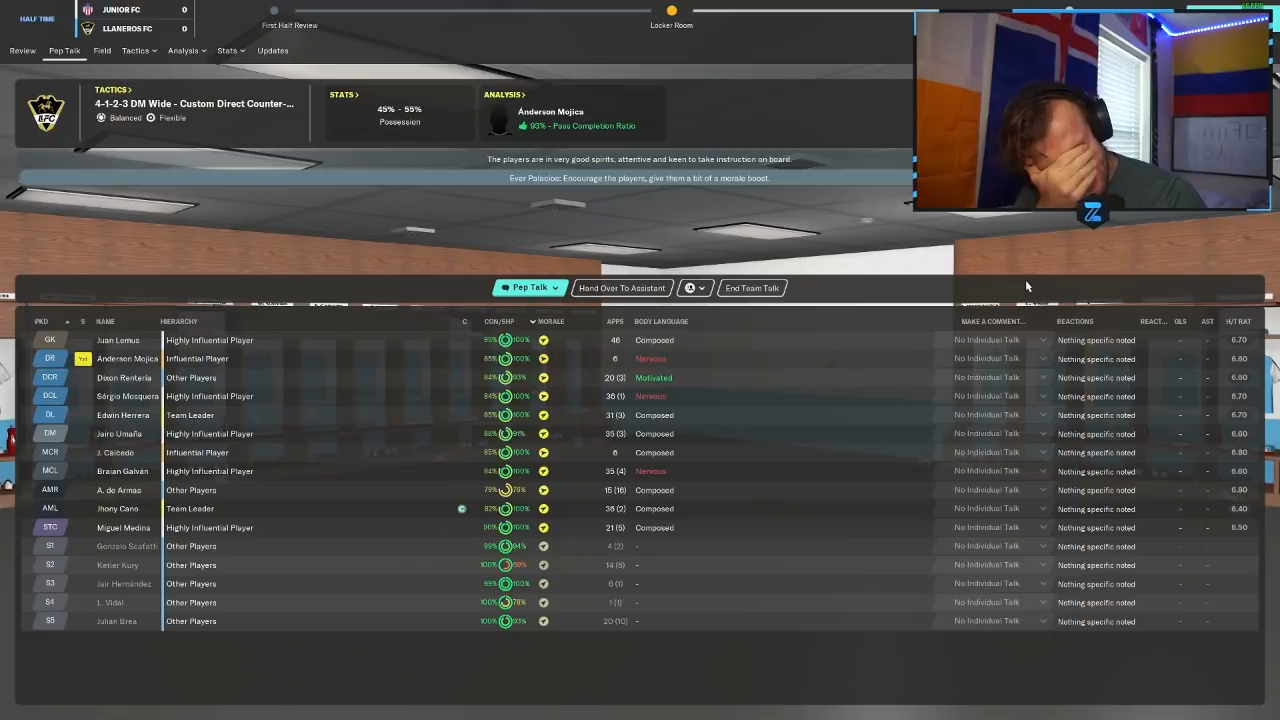 HALF TIME
JUNIOR FC 0
LLANEROS FC 0
First Half Review
Locker Room
Review Pep Talk Field Tactics Analysis Stats Updates
TACTICS
4-1-2-3 DM Wide - Custom Direct Counter-...
Balanced Flexible
STATS
45% - 55%
Possession
ANALYSIS
Ánderson Mojica
93% - Pass Completion Ratio
The players are in very good spirits, attentive and keen to take instruction on board.
Ever Palacios: Encourage the players, give them a bit of a morale boost.
Pep Talk Hand Over To Assistant End Team Talk
PKD S NAME HIERARCHY C CON/SHP MORALE APPS BODY LANGUAGE MAKE A COMMENT... REACTIONS REACT... GLS AST H/T RAT
GK Juan Lemus Highly Influential Player 95% 100% 46 Composed No Individual Talk Nothing specific noted - - 6.70
DR Yel Anderson Mojica Influential Player 85% 100% 6 Nervous No Individual Talk Nothing specific noted - - 6.60
DCR Dixon Rentería Other Players 84% 93% 20 (3) Motivated No Individual Talk Nothing specific noted - - 6.60
DCL Sérgio Mosquera Highly Influential Player 84% 100% 36 (1) Nervous No Individual Talk Nothing specific noted - - 6.70
DL Edwin Herrera Team Leader 85% 100% 31 (3) Composed No Individual Talk Nothing specific noted - - 6.70
DM Jairo Umaña Highly Influential Player 88% 91% 35 (3) Composed No Individual Talk Nothing specific noted - - 6.60
MCR J. Caicedo Influential Player 85% 100% 6 Composed No Individual Talk Nothing specific noted - - 6.80
MCL Braian Galván Highly Influential Player 84% 100% 35 (4) Nervous No Individual Talk Nothing specific noted - - 6.60
AMR A. de Armas Other Players 79% 76% 15 (16) Composed No Individual Talk Nothing specific noted - - 6.80
AML Jhony Cano Team Leader C 82% 100% 36 (2) Composed No Individual Talk Nothing specific noted - - 6.40
STC Miguel Medina Highly Influential Player 90% 100% 21 (5) Composed No Individual Talk Nothing specific noted - - 6.50
S1 Gonzalo Scafatti Other Players 99% 94% 4 (2) - No Individual Talk Nothing specific noted - -
S2 Ketier Kury Other Players 100% 69% 14 (6) - No Individual Talk Nothing specific noted - -
S3 Jair Hernández Other Players 99% 100% 6 (1) - No Individual Talk Nothing specific noted - -
S4 L. Vidal Other Players 100% 78% 1 (1) - No Individual Talk Nothing specific noted - -
S5 Julian Brea Other Players 100% 93% 20 (10) - No Individual Talk Nothing specific noted - -